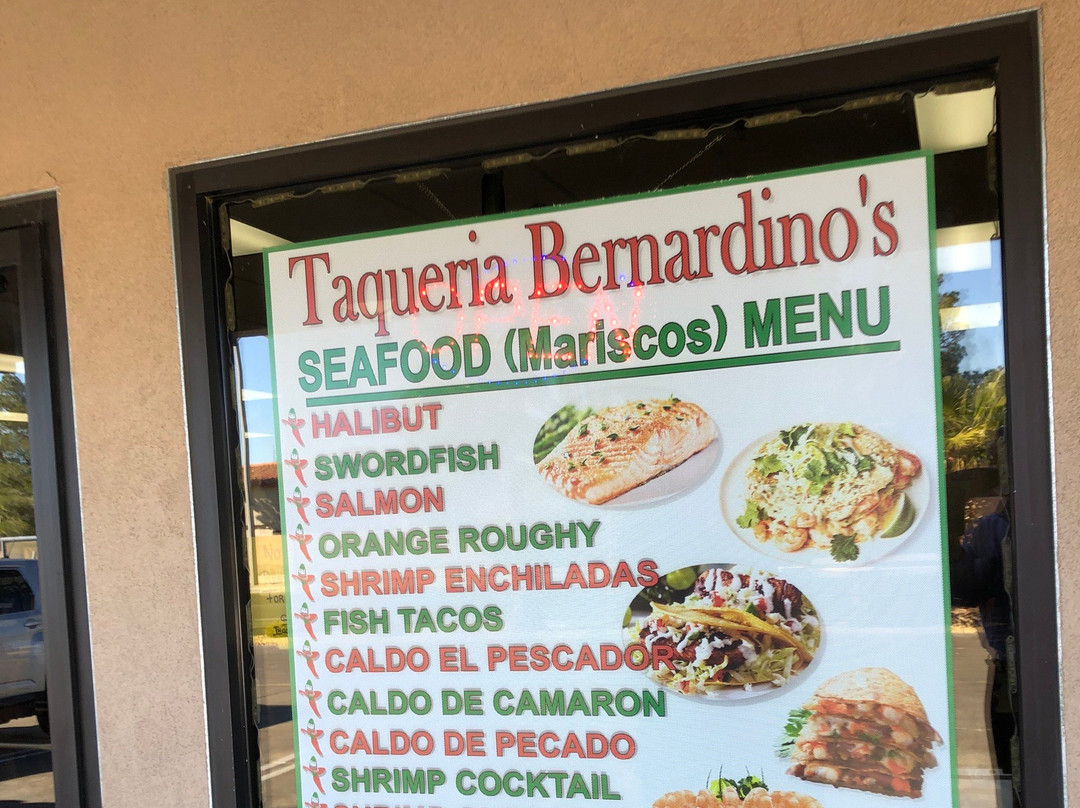 Taqueria Bernardino's
SEAFOOD (Mariscos) MENU
OPEN
HALIBUT
SWORDFISH
SALMON
ORANGE ROUGHY
SHRIMP ENCHILADAS
FISH TACOS
CALDO EL PESCADOR
CALDO DE CAMARON
CALDO DE PECADO
SHRIMP COCKTAIL